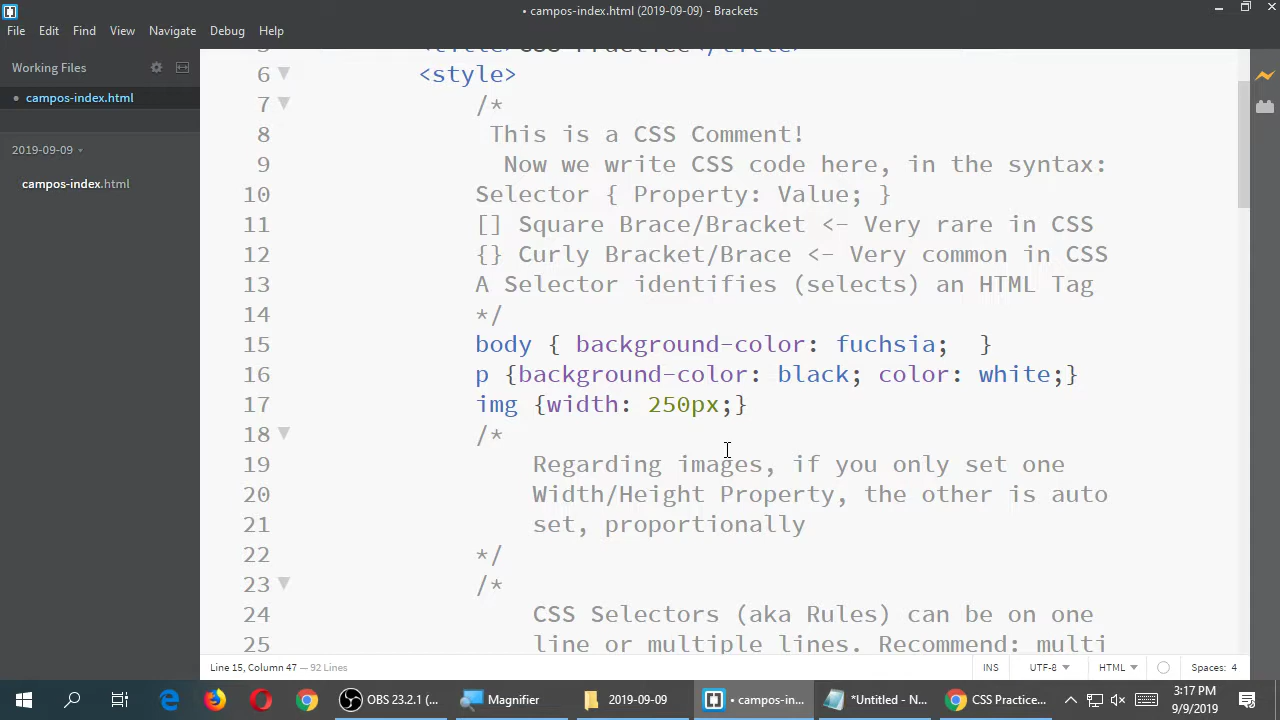 • campos-index.html (2019-09-09) - Brackets
File Edit Find View Navigate Debug Help
Working Files
• campos-index.html
2019-09-09
campos-index.html
<title>CSS Practice</title>
6 <style>
7 /*
8 This is a CSS Comment!
9 Now we write CSS code here, in the syntax:
10 Selector { Property: Value; }
11 [] Square Brace/Bracket <- Very rare in CSS
12 {} Curly Bracket/Brace <- Very common in CSS
13 A Selector identifies (selects) an HTML Tag
14 */
15 body { background-color: fuchsia;  }
16 p {background-color: black; color: white;}
17 img {width: 250px;}
18 /*
19 Regarding images, if you only set one
20 Width/Height Property, the other is auto
21 set, proportionally
22 */
23 /*
24 CSS Selectors (aka Rules) can be on one
25 line or multiple lines. Recommend: multi
Line 15, Column 47 — 92 Lines
INS UTF-8 HTML Spaces: 4
OBS 23.2.1 (... Magnifier 2019-09-09 • campos-in... *Untitled - N... CSS Practice... 3:17 PM
9/9/2019